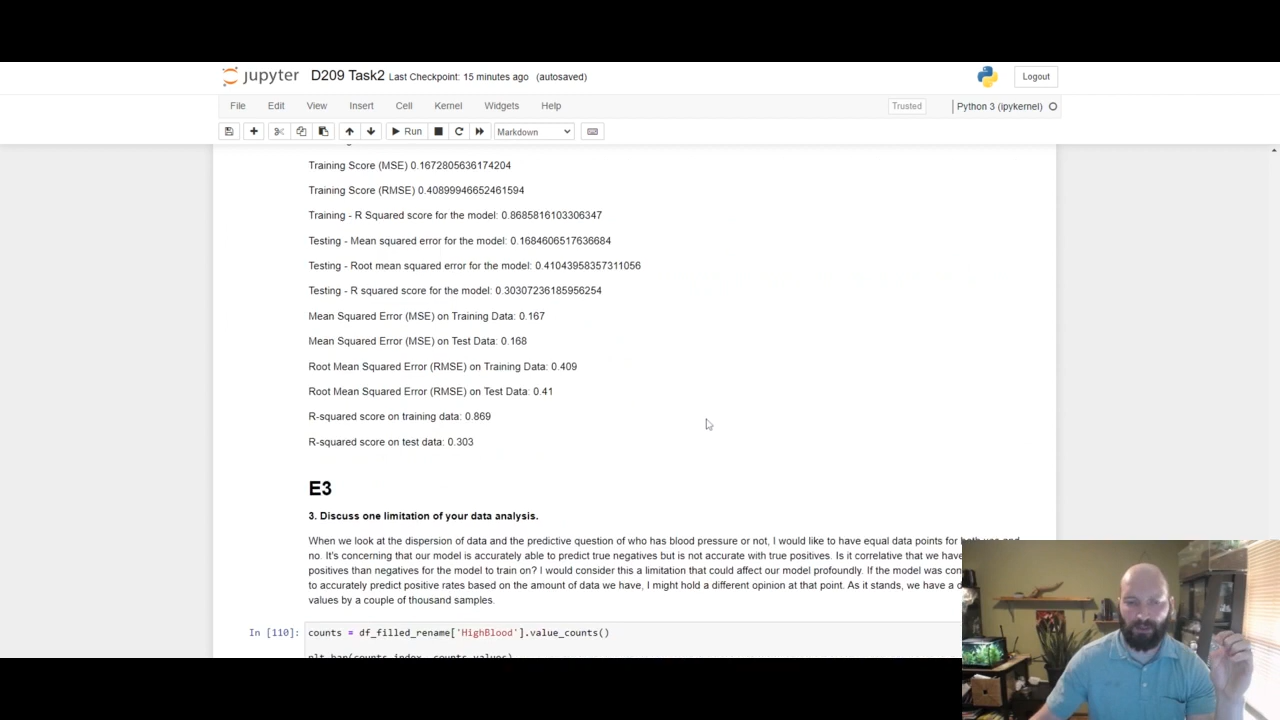 jupyter D209 Task2 Last Checkpoint: 15 minutes ago (autosaved)
Logout
File Edit View Insert Cell Kernel Widgets Help
Trusted
Python 3 (ipykernel)
Run
Markdown
Training Score (MSE) 0.1672805636174204
Training Score (RMSE) 0.40899946652461594
Training - R Squared score for the model: 0.8685816103306347
Testing - Mean squared error for the model: 0.1684606517636684
Testing - Root mean squared error for the model: 0.41043958357311056
Testing - R squared score for the model: 0.30307236185956254
Mean Squared Error (MSE) on Training Data: 0.167
Mean Squared Error (MSE) on Test Data: 0.168
Root Mean Squared Error (RMSE) on Training Data: 0.409
Root Mean Squared Error (RMSE) on Test Data: 0.41
R-squared score on training data: 0.869
R-squared score on test data: 0.303
E3
3. Discuss one limitation of your data analysis.
When we look at the dispersion of data and the predictive question of who has blood pressure or not, I would like to have equal data points for both yes and
no. It's concerning that our model is accurately able to predict true negatives but is not accurate with true positives. Is it correlative that we have
positives than negatives for the model to train on? I would consider this a limitation that could affect our model profoundly. If the model was
to accurately predict positive rates based on the amount of data we have, I might hold a different opinion at that point. As it stands, we have a
values by a couple of thousand samples.
In [110]: counts = df_filled_rename['HighBlood'].value_counts()
plt.bar(counts.index, counts.values)